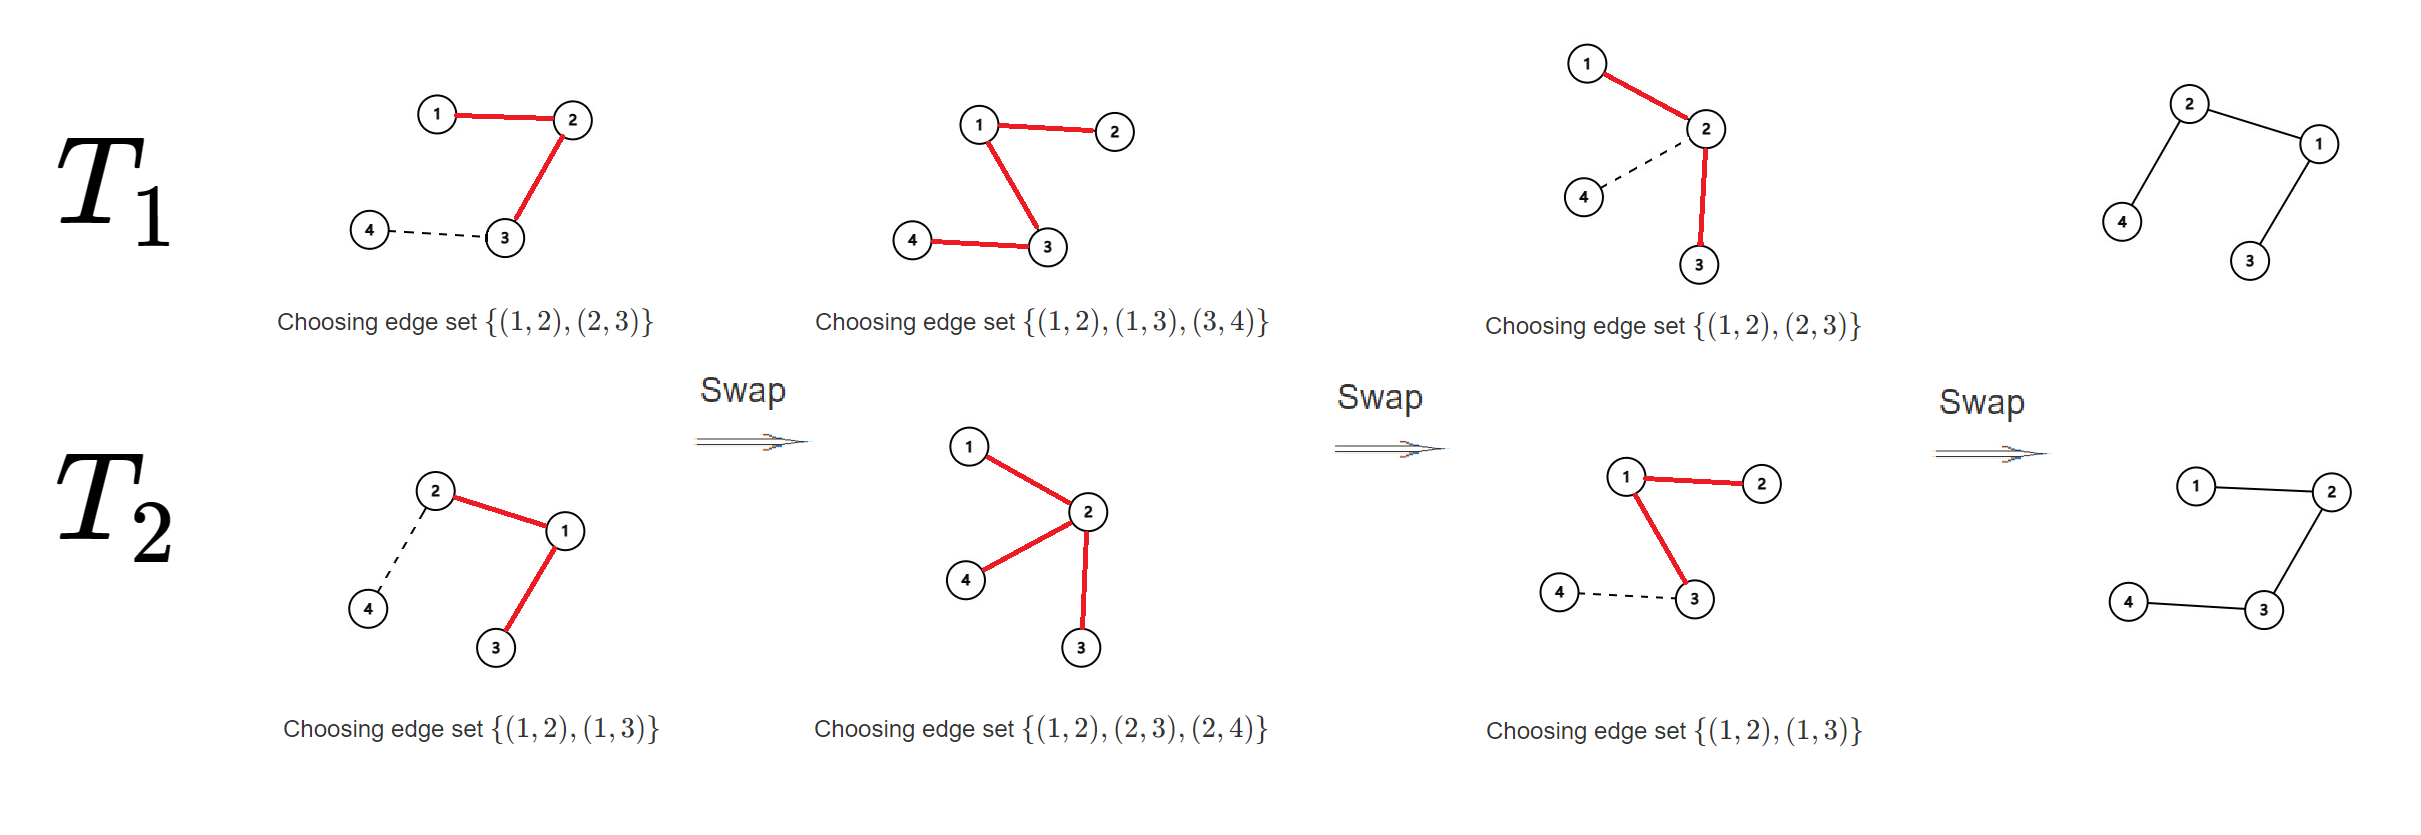 T_1
1 2 4 3
1 2 4 3
1 2 4 3
2 1 4 3
Choosing edge set {(1, 2), (2, 3)}
Choosing edge set {(1, 2), (1, 3), (3, 4)}
Choosing edge set {(1, 2), (2, 3)}
Swap
Swap
Swap
T_2
2 1 4 3
1 2 4 3
1 2 4 3
1 2 4 3
Choosing edge set {(1, 2), (1, 3)}
Choosing edge set {(1, 2), (2, 3), (2, 4)}
Choosing edge set {(1, 2), (1, 3)}